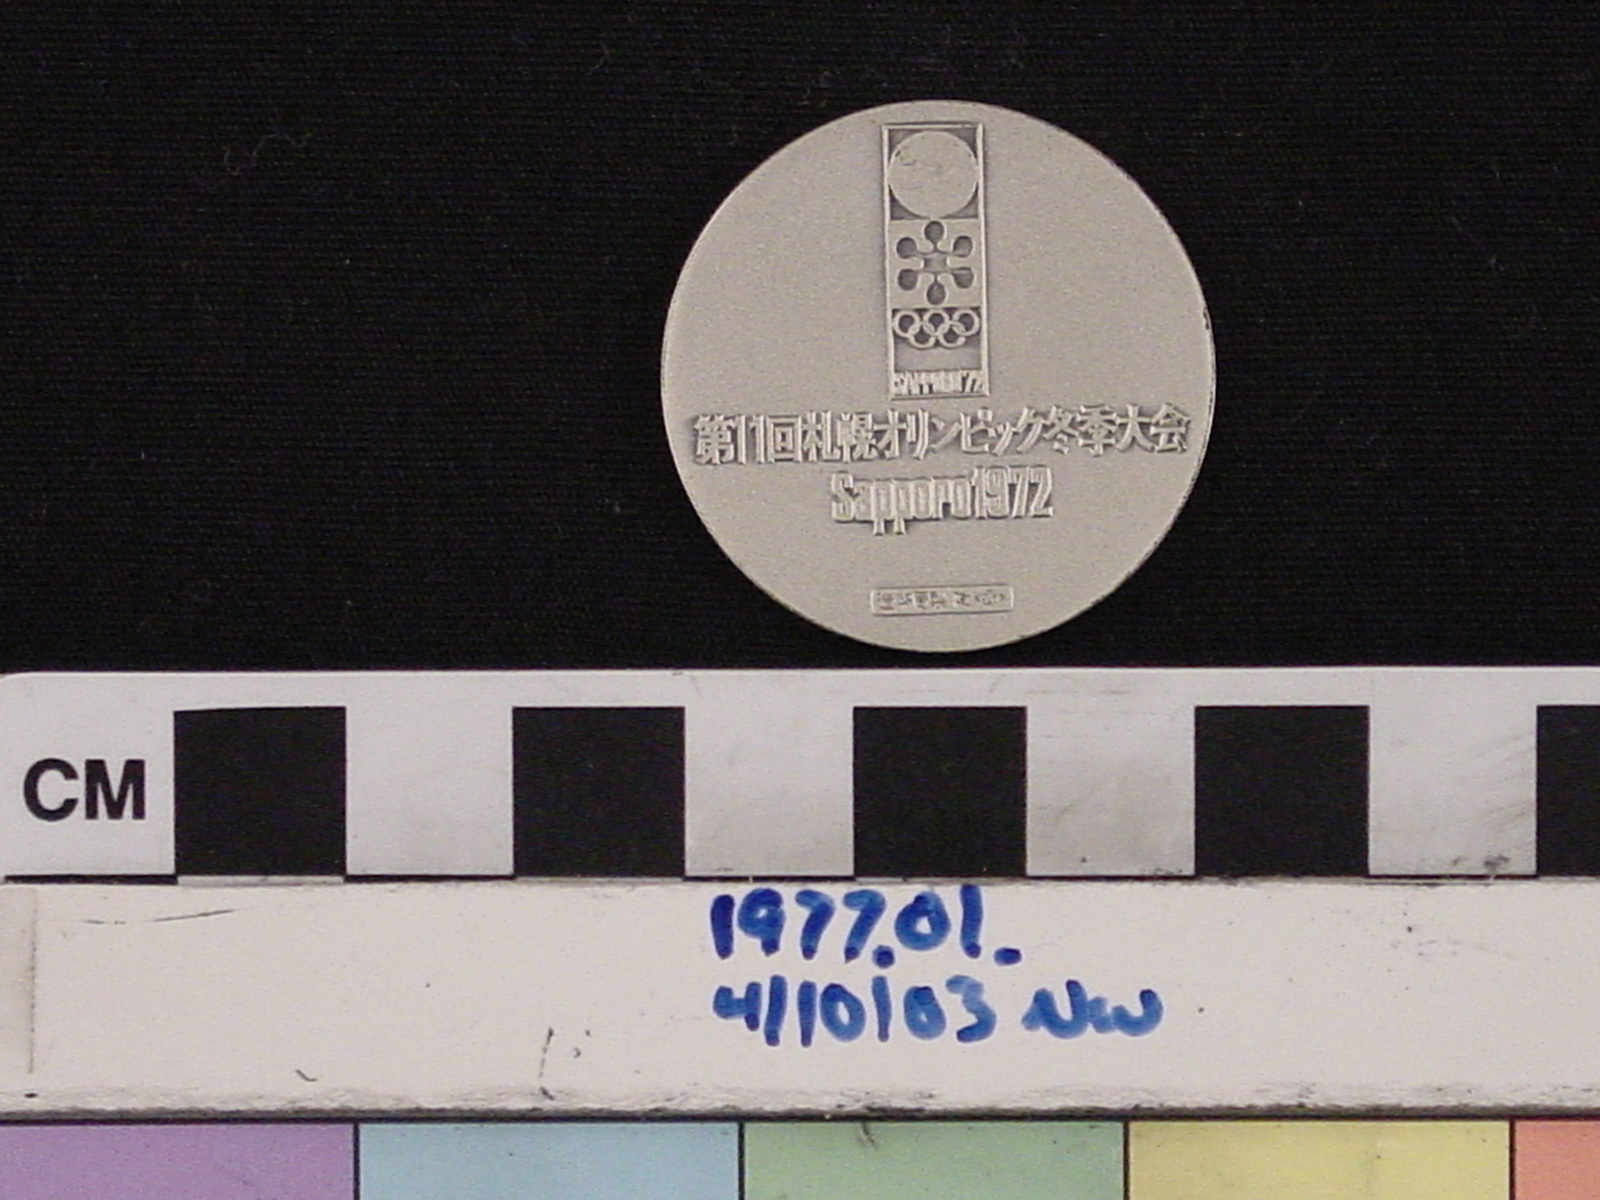 SAPPORO'72
第11回札幌オリンピック冬季大会
Sapporo1972
CM
1977.01.
4/10/03 NW